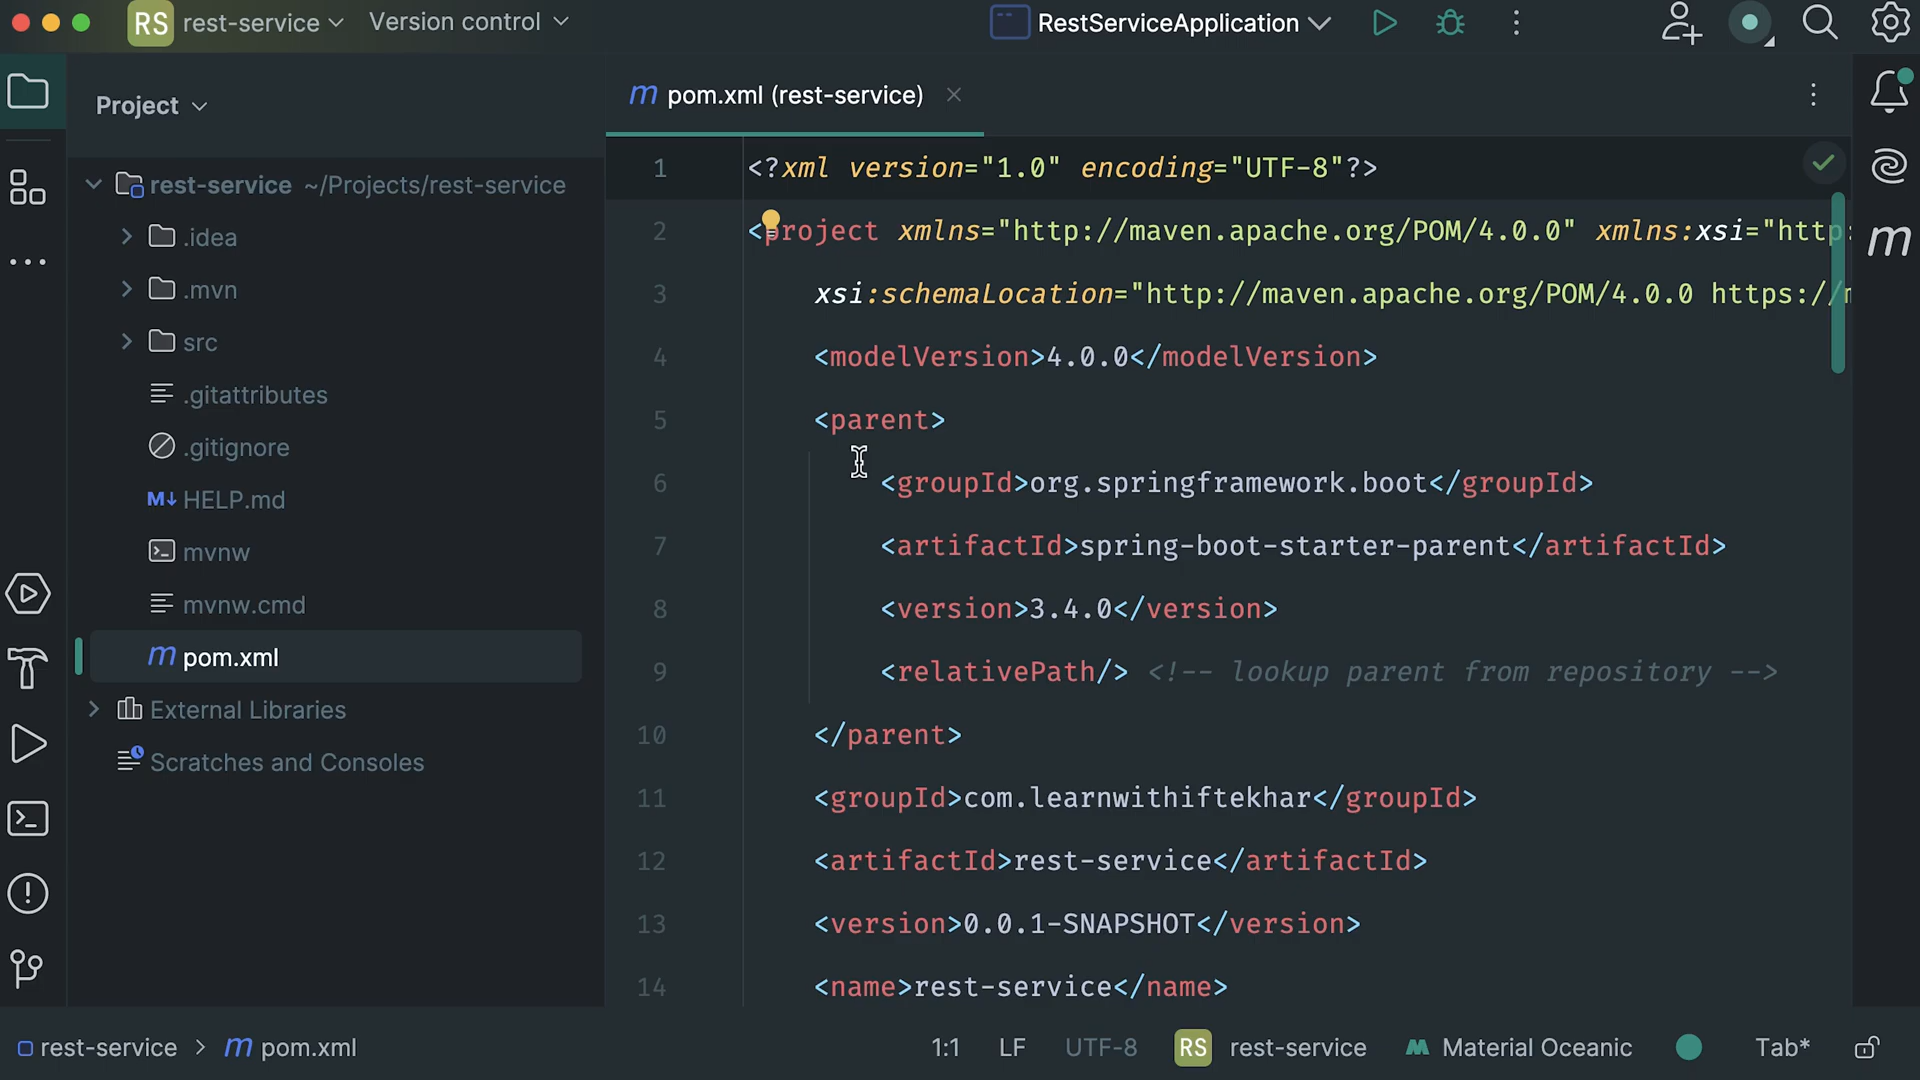 RS rest-service Version control RestServiceApplication
Project
m pom.xml (rest-service)
rest-service ~/Projects/rest-service
.idea
.mvn
src
.gitattributes
.gitignore
M↓ HELP.md
mvnw
mvnw.cmd
m pom.xml
External Libraries
Scratches and Consoles
1 <?xml version="1.0" encoding="UTF-8"?>
2 <project xmlns="http://maven.apache.org/POM/4.0.0" xmlns:xsi="http:
3 xsi:schemaLocation="http://maven.apache.org/POM/4.0.0 https://m
4 <modelVersion>4.0.0</modelVersion>
5 <parent>
6 <groupId>org.springframework.boot</groupId>
7 <artifactId>spring-boot-starter-parent</artifactId>
8 <version>3.4.0</version>
9 <relativePath/> <!-- lookup parent from repository -->
10 </parent>
11 <groupId>com.learnwithiftekhar</groupId>
12 <artifactId>rest-service</artifactId>
13 <version>0.0.1-SNAPSHOT</version>
14 <name>rest-service</name>
m
rest-service > m pom.xml 1:1 LF UTF-8 RS rest-service Material Oceanic Tab*